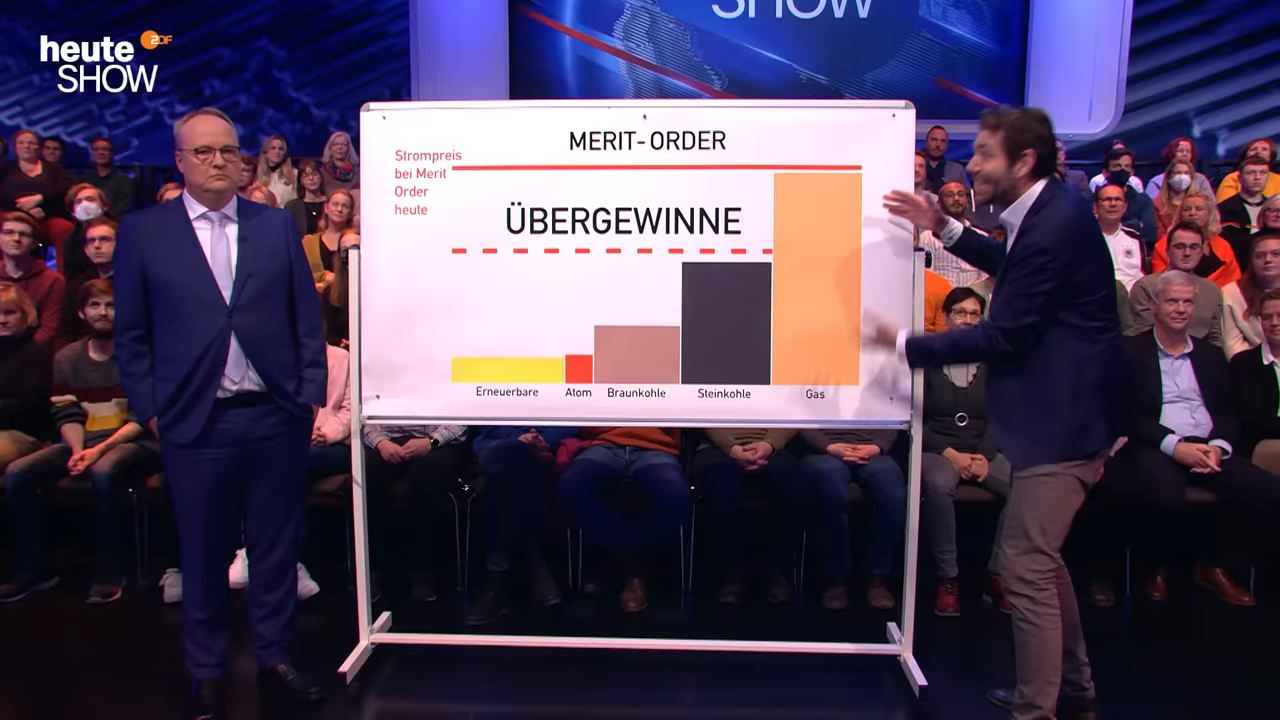 heute
ZDF
SHOW
SHOW
MERIT-ORDER
Strompreis
bei Merit
Order
heute
ÜBERGEWINNE
Erneuerbare
Atom
Braunkohle
Steinkohle
Gas